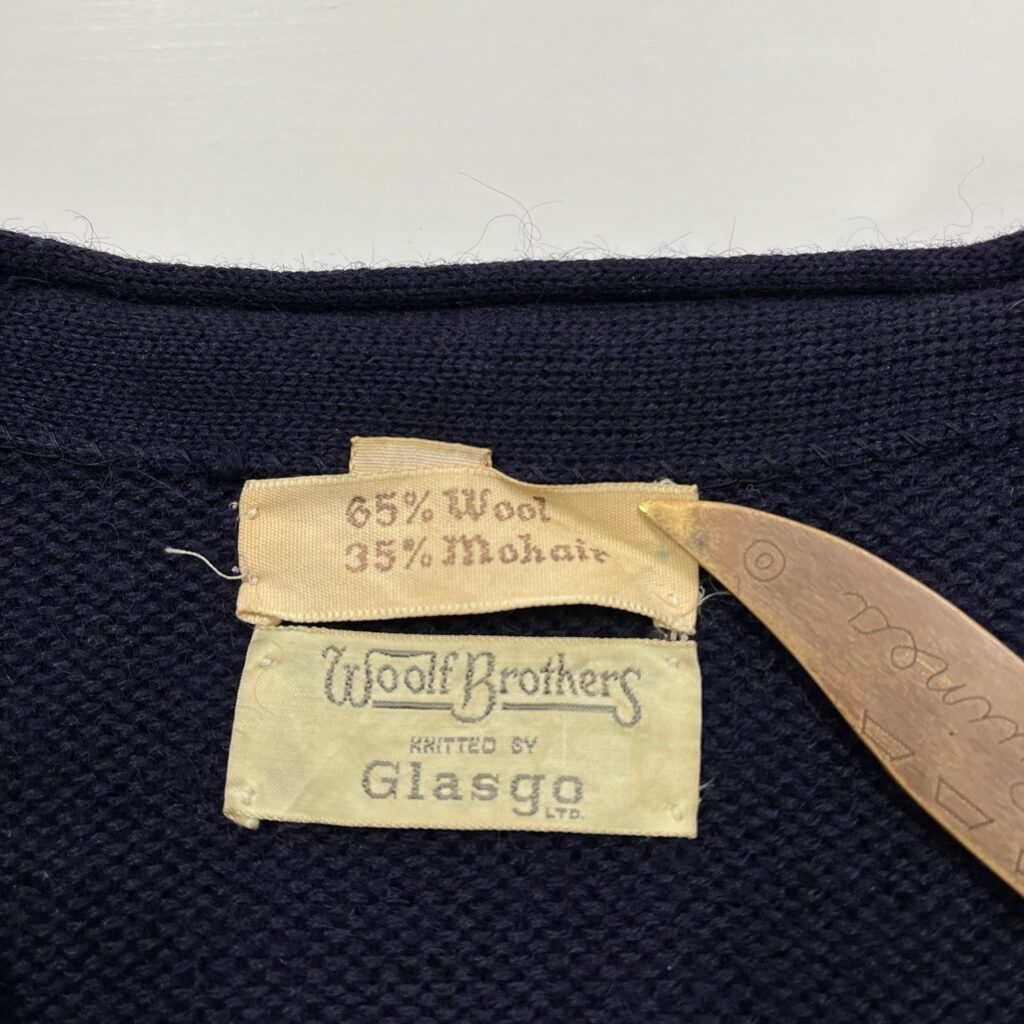 65% Wool
35% Mohair
Woolf Brothers
KNITTED BY
Glasgo
LTD.